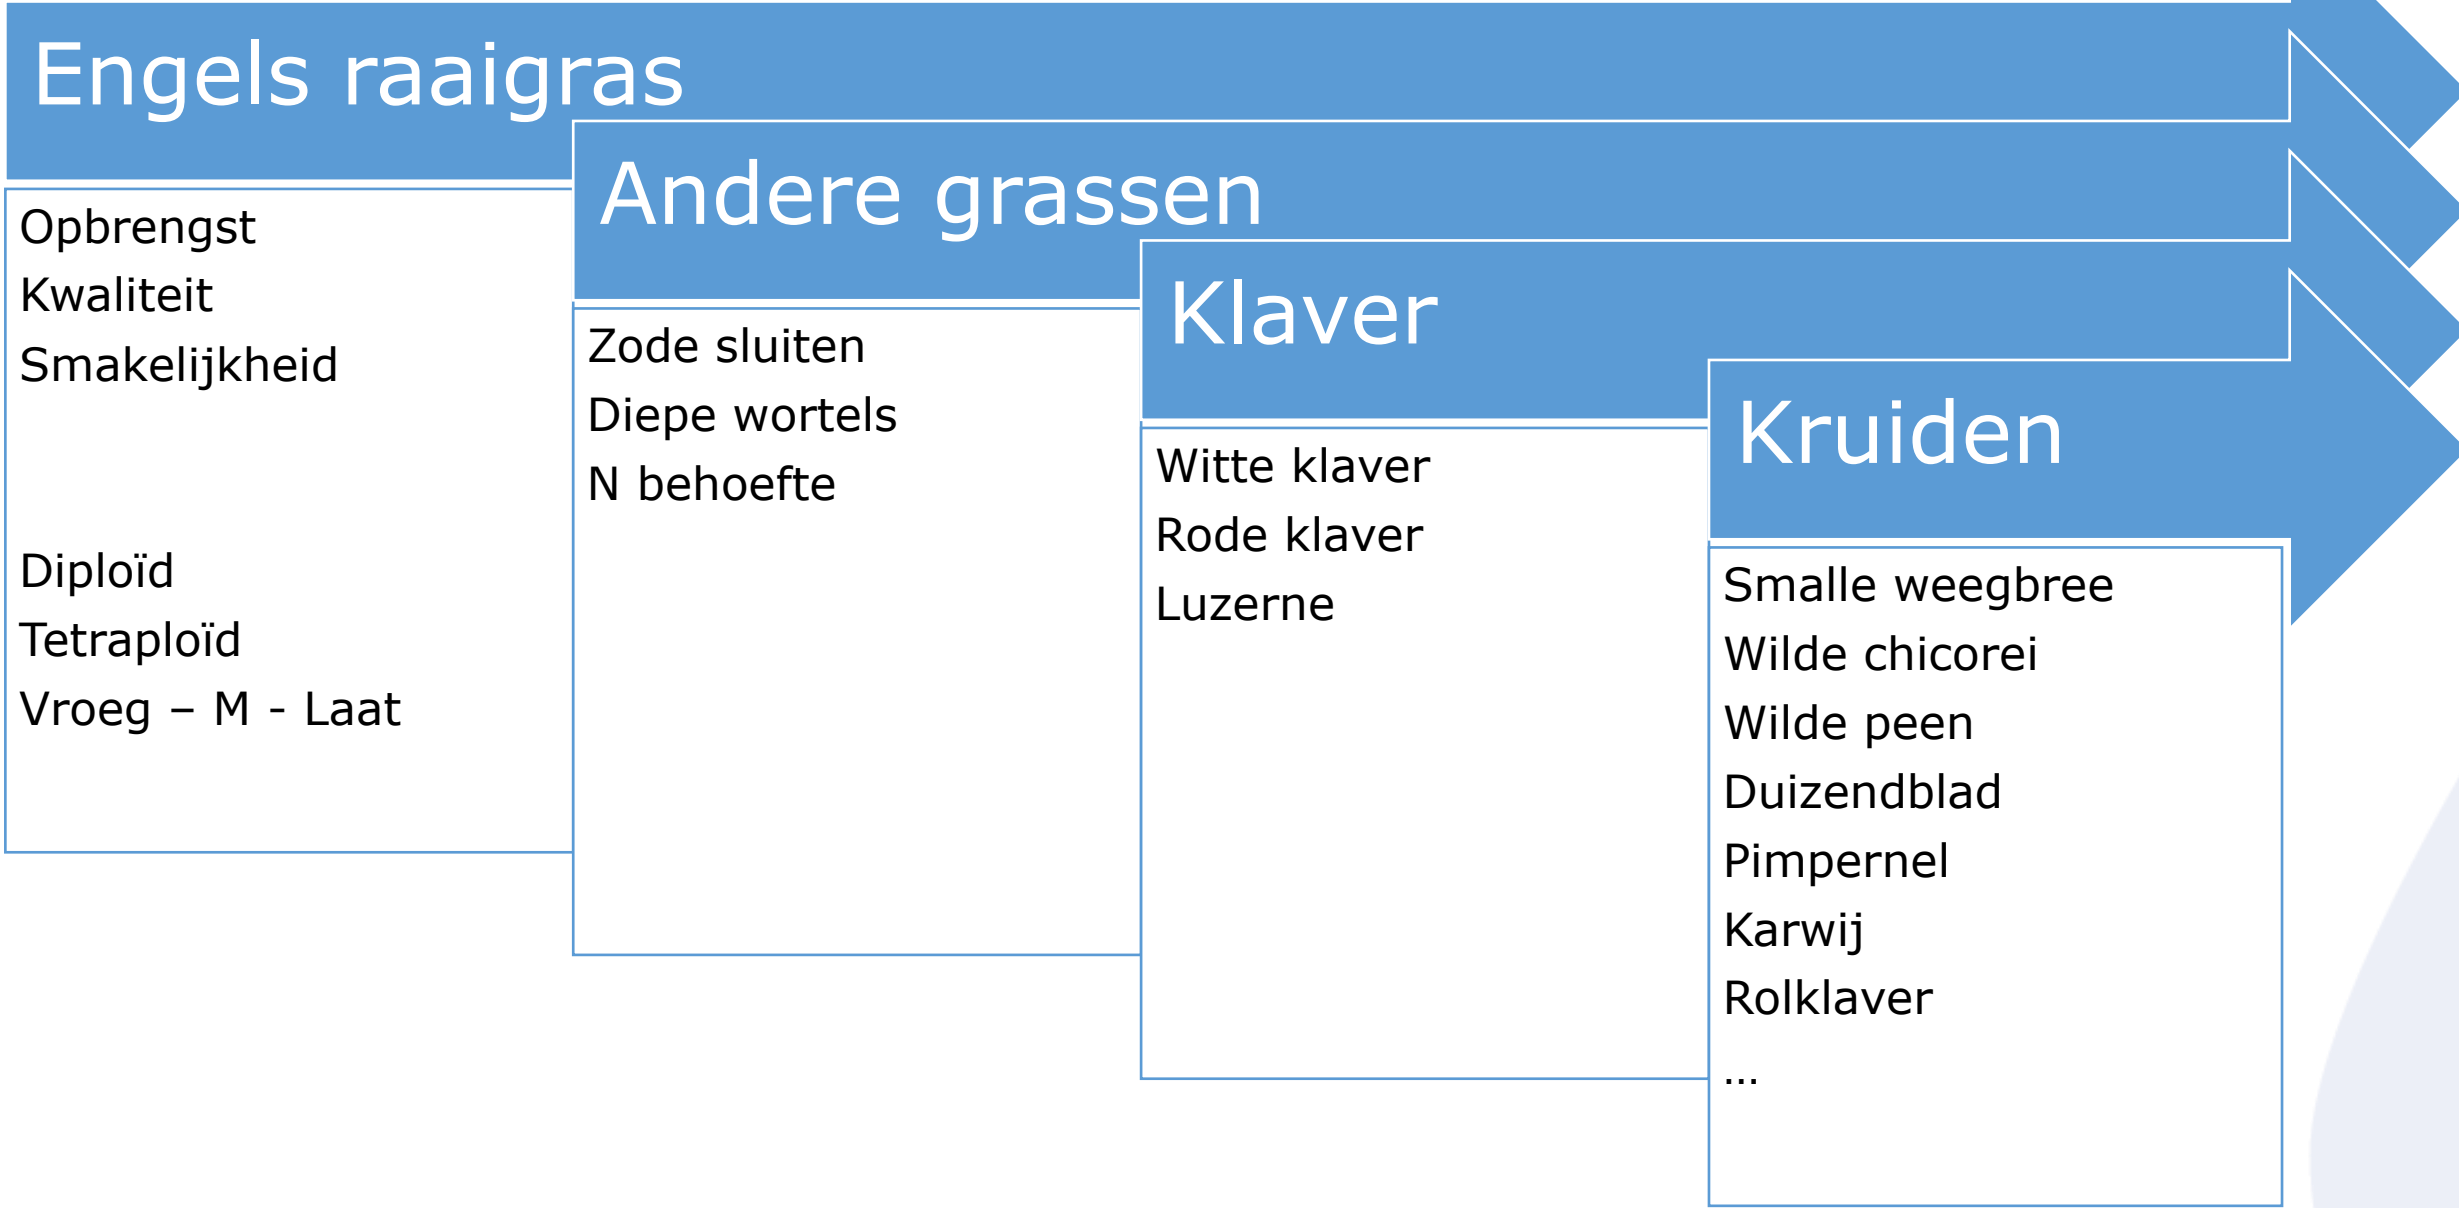 Engels raaigras
Opbrengst
Kwaliteit
Smakelijkheid
Diploïd
Tetraploïd
Vroeg – M - Laat
Andere grassen
Zode sluiten
Diepe wortels
N behoefte
Klaver
Witte klaver
Rode klaver
Luzerne
Kruiden
Smalle weegbree
Wilde chicorei
Wilde peen
Duizendblad
Pimpernel
Karwij
Rolklaver
…